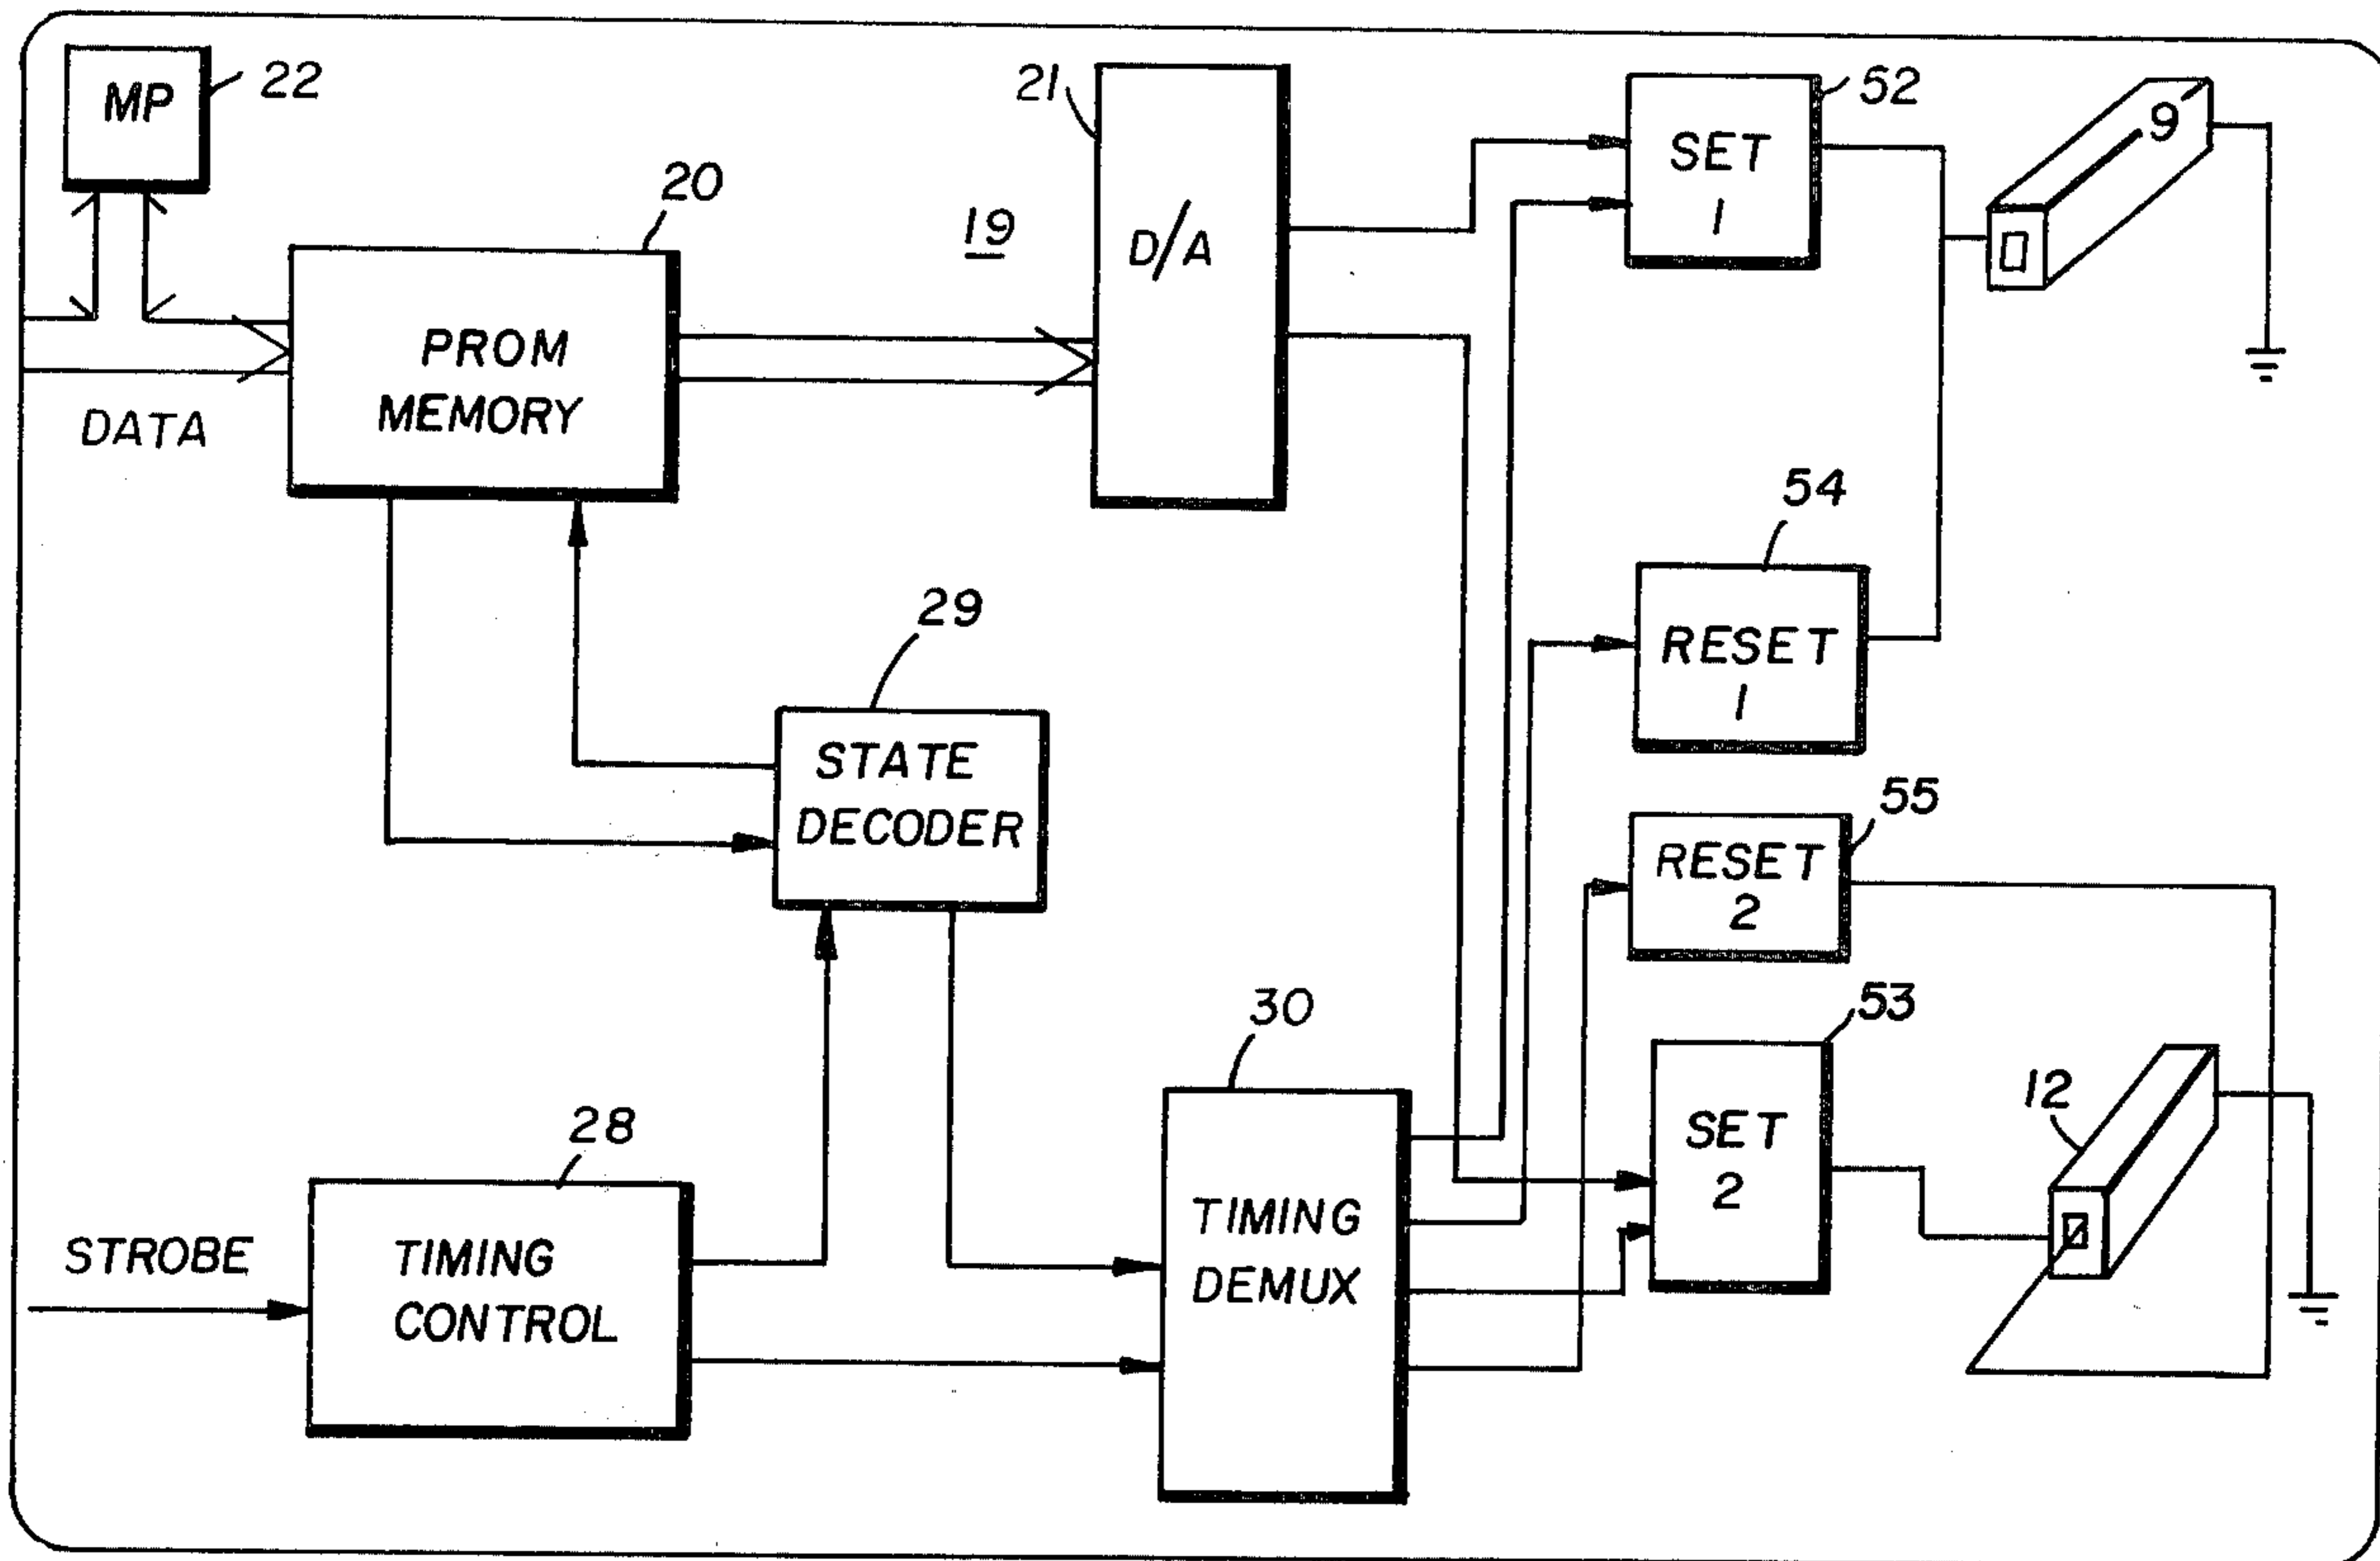 MP
22
20
PROM
MEMORY
DATA
19
21
D/A
52
SET
1
9
54
RESET
1
29
STATE
DECODER
55
RESET
2
53
SET
2
12
30
TIMING
DEMUX
28
STROBE
TIMING
CONTROL